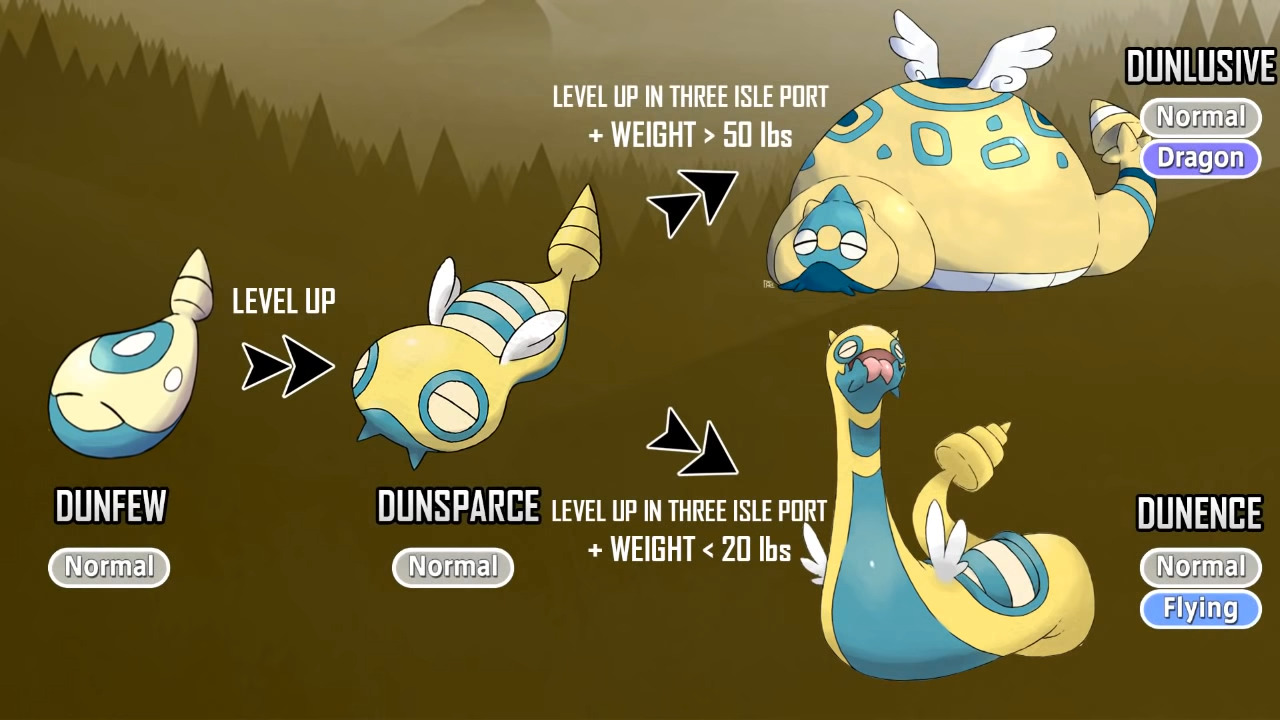 LEVEL UP IN THREE ISLE PORT
+ WEIGHT > 50 lbs
DUNLUSIVE
Normal
Dragon
LEVEL UP
DUNFEW
Normal
DUNSPARCE
Normal
LEVEL UP IN THREE ISLE PORT
+ WEIGHT < 20 lbs
DUNENCE
Normal
Flying